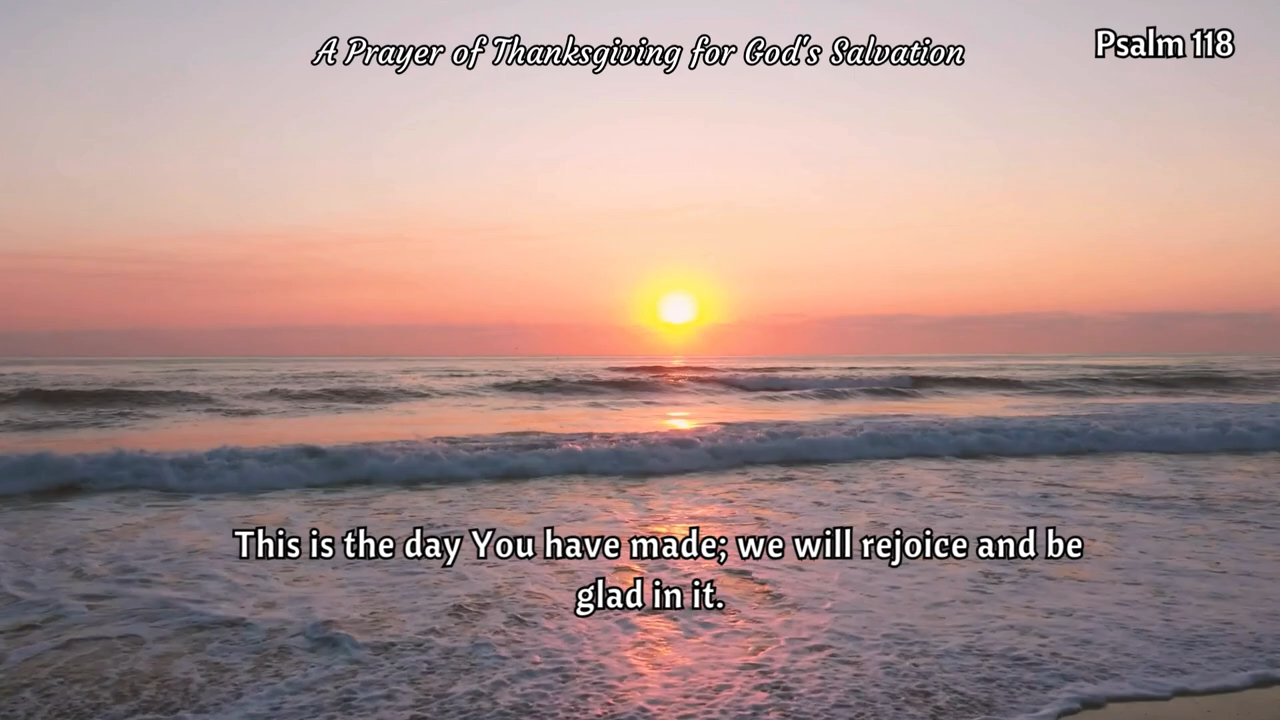 A Prayer of Thanksgiving for God's Salvation
Psalm 118
This is the day You have made; we will rejoice and be
glad in it.